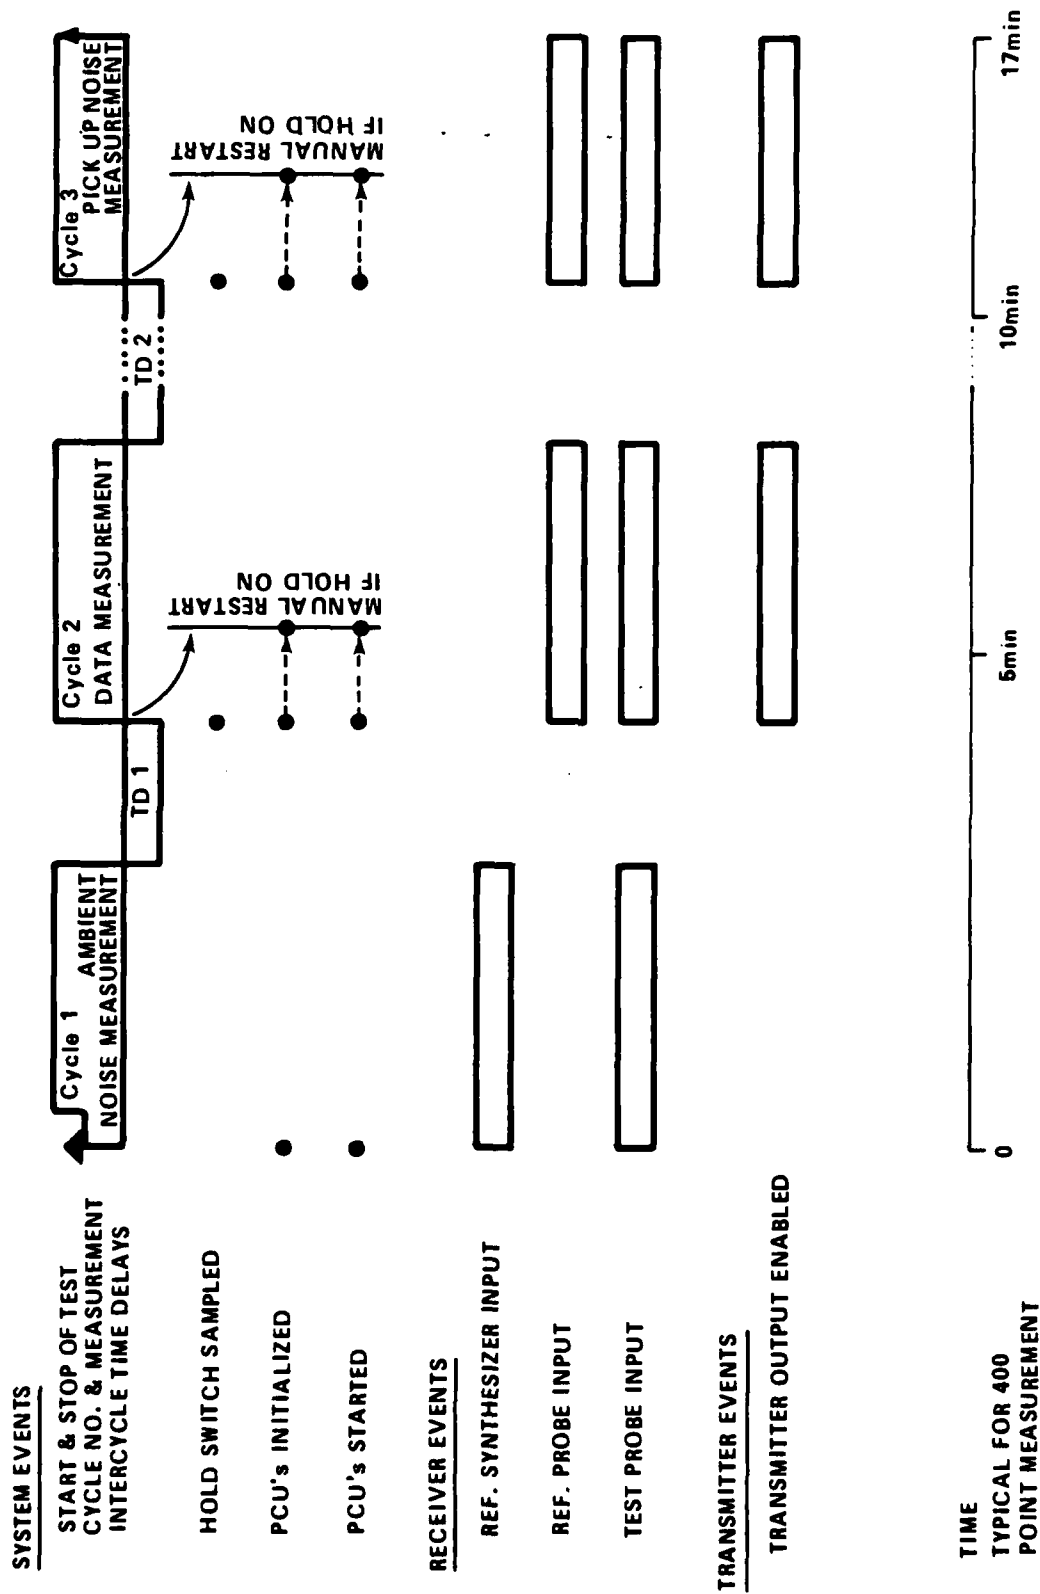 SYSTEM EVENTS
START & STOP OF TEST
CYCLE NO. & MEASUREMENT
INTERCYCLE TIME DELAYS
Cycle 1
AMBIENT
NOISE MEASUREMENT
TD 1
Cycle 2
DATA MEASUREMENT
TD 2
Cycle 3
PICK UP NOISE
MEASUREMENT
HOLD SWITCH SAMPLED
MANUAL RESTART
IF HOLD ON
MANUAL RESTART
IF HOLD ON
PCU's INITIALIZED
PCU's STARTED
RECEIVER EVENTS
REF. SYNTHESIZER INPUT
REF. PROBE INPUT
TEST PROBE INPUT
TRANSMITTER EVENTS
TRANSMITTER OUTPUT ENABLED
TIME
TYPICAL FOR 400
POINT MEASUREMENT
0
5min
10min
17min